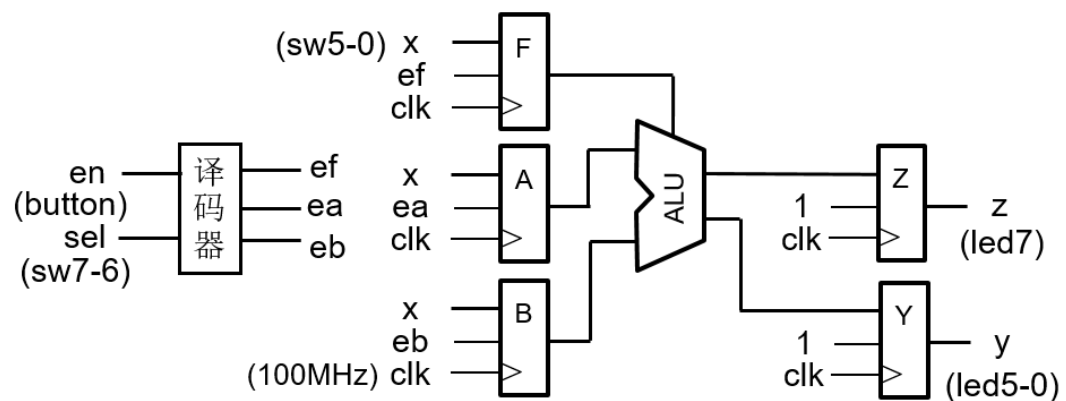 en
(button)
sel
(sw7-6)
译
码
器
ef
ea
eb
(sw5-0) x
ef
clk
F
x
ea
clk
A
x
eb
(100MHz) clk
B
ALU
1
clk
Z
z
(led7)
1
clk
Y
y
(led5-0)